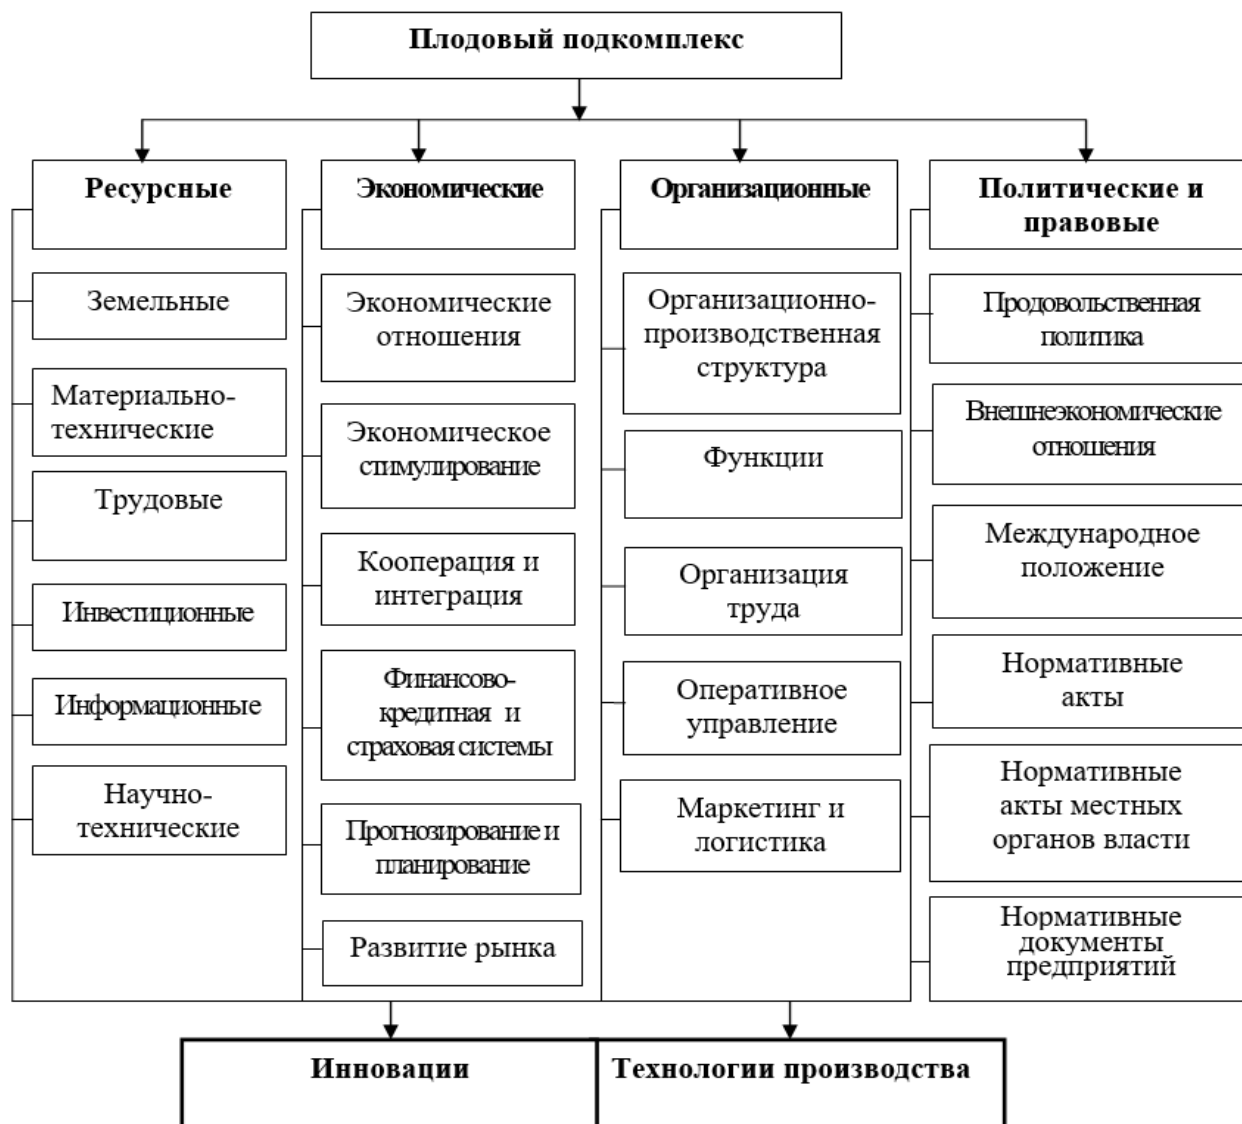 Плодовый подкомплекс
Ресурсные
Земельные
Материально-
технические
Трудовые
Инвестиционные
Информационные
Научно-
технические
Экономические
Экономические
отношения
Экономическое
стимулирование
Кооперация и
интеграция
Финансово-
кредитная и
страховая системы
Прогнозирование и
планирование
Развитие рынка
Организационные
Организационно-
производственная
структура
Функции
Организация
труда
Оперативное
управление
Маркетинг и
логистика
Политические и
правовые
Продовольственная
политика
Внешнеэкономические
отношения
Международное
положение
Нормативные
акты
Нормативные
акты местных
органов власти
Нормативные
документы
предприятий
Инновации
Технологии производства